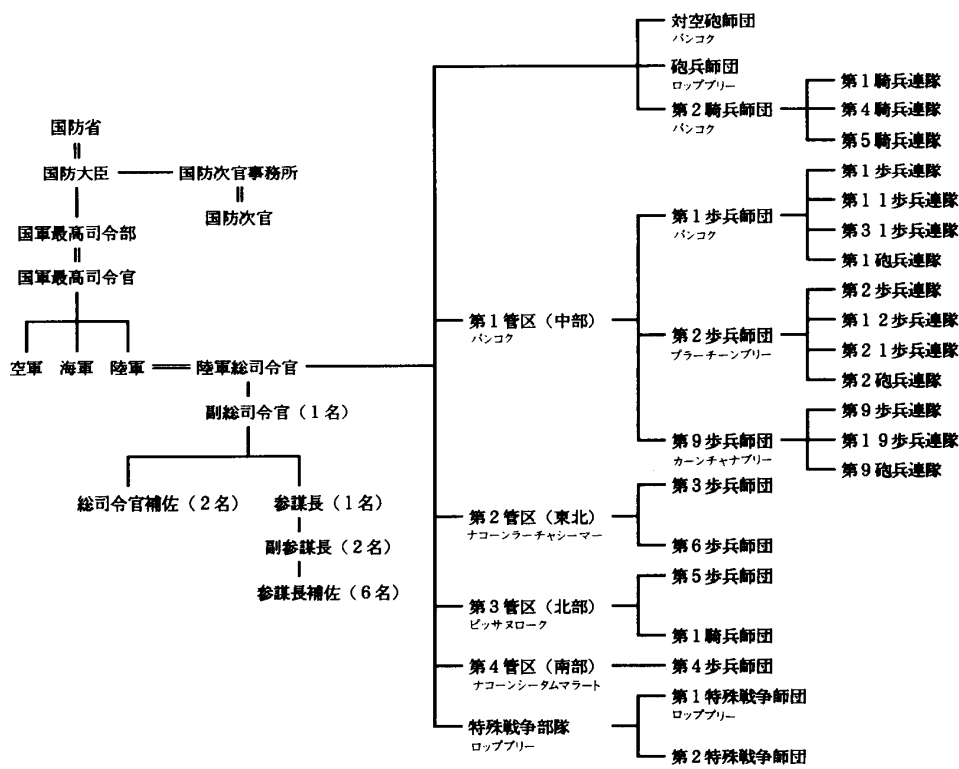 国防省
国防大臣
国防次官事務所
国防次官
国軍最高司令部
国軍最高司令官
空軍
海軍
陸軍
陸軍総司令官
副総司令官（1名）
総司令官補佐（2名）
参謀長（1名）
副参謀長（2名）
参謀長補佐（6名）
対空砲師団
バンコク
砲兵師団
ロップブリー
第2騎兵師団
バンコク
第1騎兵連隊
第4騎兵連隊
第5騎兵連隊
第1管区（中部）
バンコク
第1歩兵師団
バンコク
第1歩兵連隊
第11歩兵連隊
第31歩兵連隊
第1砲兵連隊
第2歩兵師団
プラーチーンブリー
第2歩兵連隊
第12歩兵連隊
第21歩兵連隊
第2砲兵連隊
第9歩兵師団
カーンチャナブリー
第9歩兵連隊
第19歩兵連隊
第9砲兵連隊
第2管区（東北）
ナコーンラーチャシーマー
第3歩兵師団
第6歩兵師団
第3管区（北部）
ピッサヌローク
第5歩兵師団
第1騎兵師団
第4管区（南部）
ナコーンシータムマラート
第4歩兵師団
特殊戦争部隊
ロップブリー
第1特殊戦争師団
ロップブリー
第2特殊戦争師団